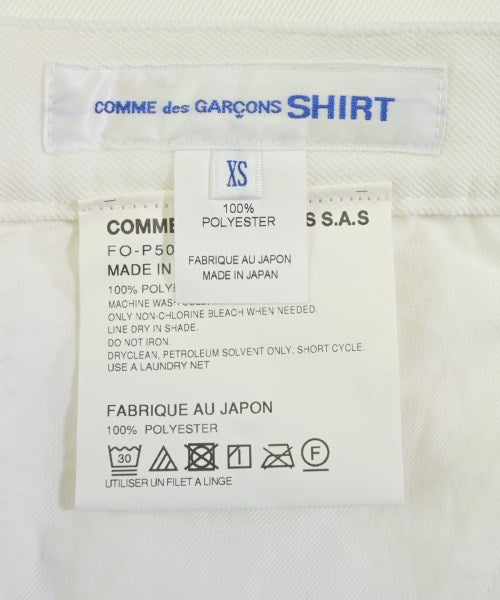 COMME des GARÇONS SHIRT
XS
100%
POLYESTER
FABRIQUE AU JAPON
MADE IN JAPAN
COMME S S.A.S
FO-P50
MADE IN
100% POLYE
MACHINE WASH
ONLY NON-CHLORINE BLEACH WHEN NEEDED.
LINE DRY IN SHADE.
DO NOT IRON.
DRYCLEAN, PETROLEUM SOLVENT ONLY, SHORT CYCLE.
USE A LAUNDRY NET
FABRIQUE AU JAPON
100% POLYESTER
30
F
UTILISER UN FILET A LINGE